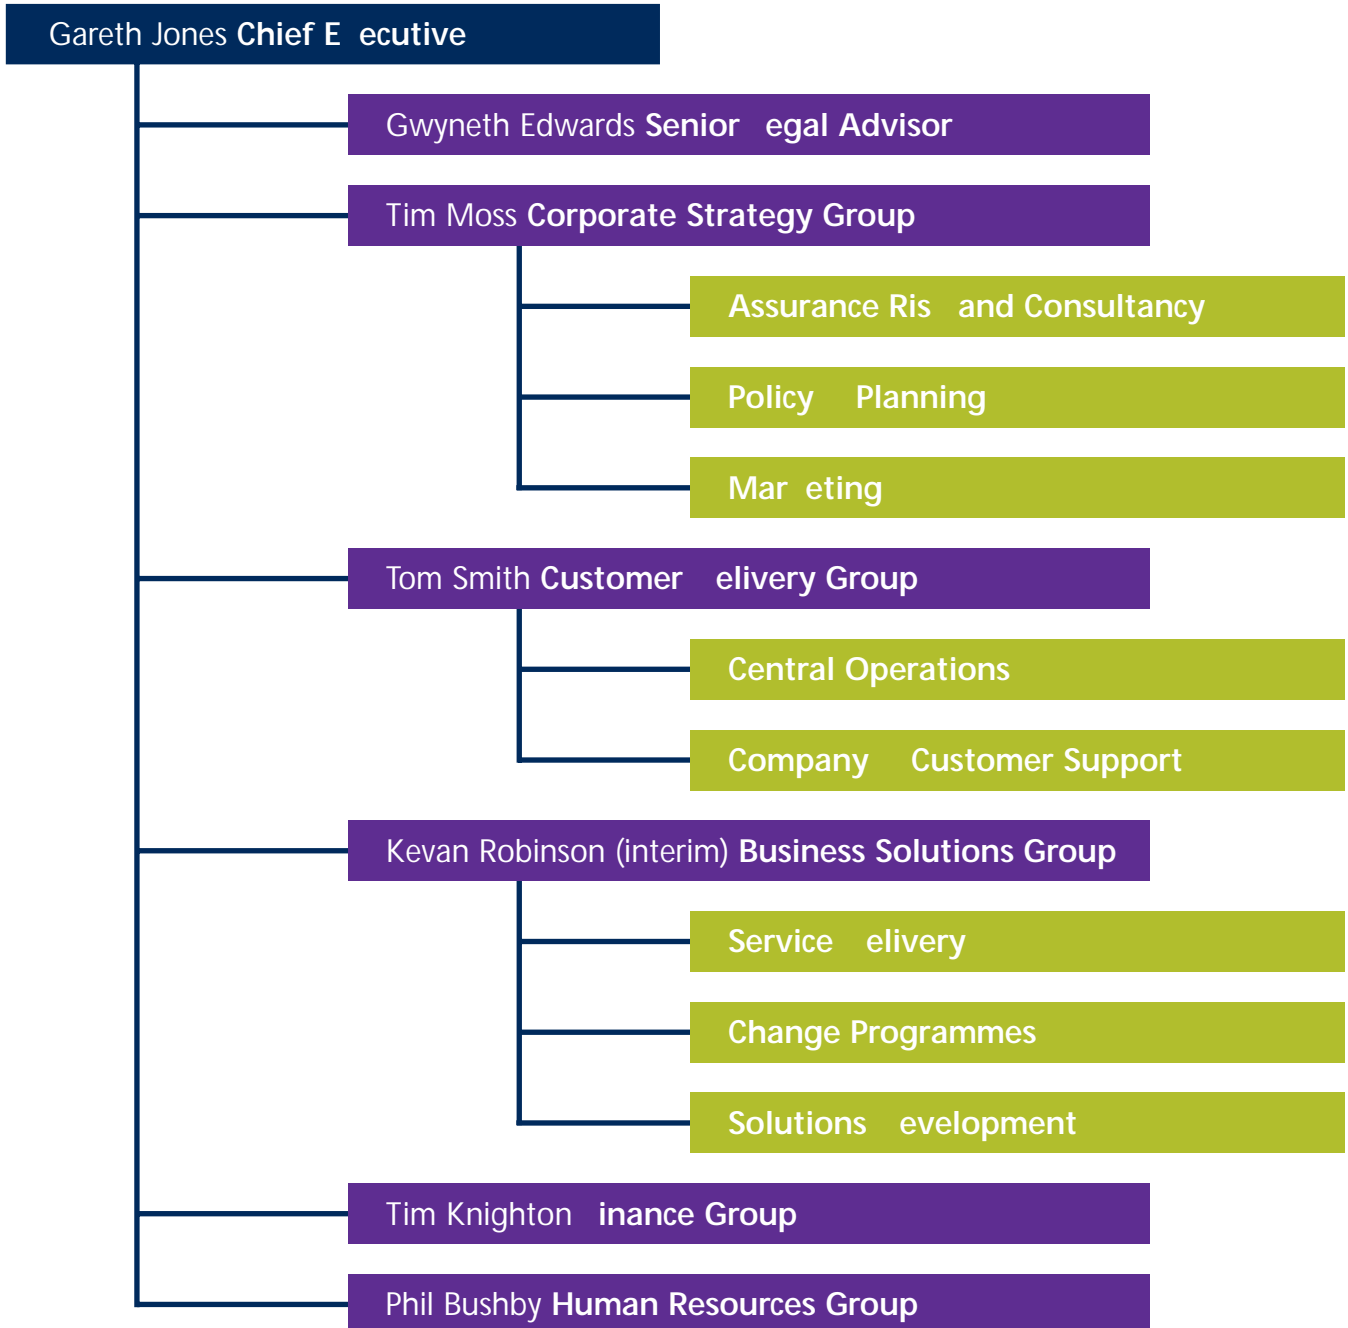 Gareth Jones Chief E ecutive
Gwyneth Edwards Senior egal Advisor
Tim Moss Corporate Strategy Group
Assurance Ris and Consultancy
Policy Planning
Mar eting
Tom Smith Customer elivery Group
Central Operations
Company Customer Support
Kevan Robinson (interim) Business Solutions Group
Service elivery
Change Programmes
Solutions evelopment
Tim Knighton inance Group
Phil Bushby Human Resources Group